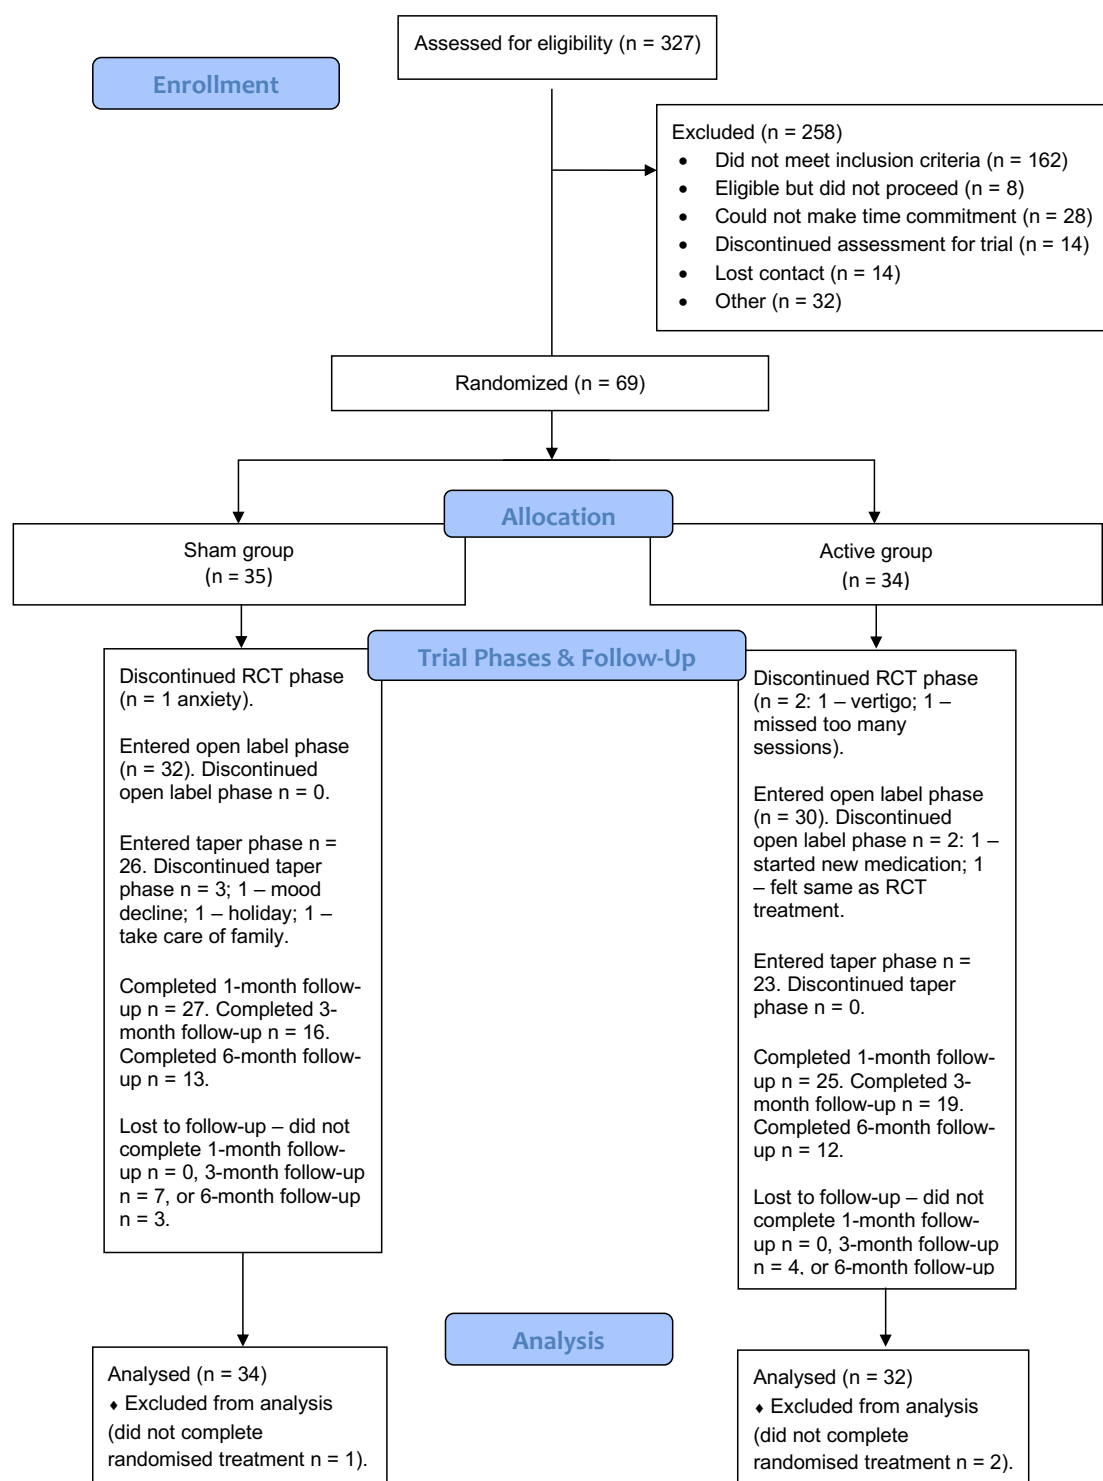 Assessed for eligibility (n = 327)
Enrollment
Excluded (n = 258)
• Did not meet inclusion criteria (n = 162)
• Eligible but did not proceed (n = 8)
• Could not make time commitment (n = 28)
• Discontinued assessment for trial (n = 14)
• Lost contact (n = 14)
• Other (n = 32)
Randomized (n = 69)
Allocation
Sham group
(n = 35)
Active group
(n = 34)
Trial Phases & Follow-Up
Discontinued RCT phase
(n = 1 anxiety).
Entered open label phase
(n = 32). Discontinued
open label phase n = 0.
Entered taper phase n =
26. Discontinued taper
phase n = 3; 1 – mood
decline; 1 – holiday; 1 –
take care of family.
Completed 1-month follow-
up n = 27. Completed 3-
month follow-up n = 16.
Completed 6-month follow-
up n = 13.
Lost to follow-up – did not
complete 1-month follow-
up n = 0, 3-month follow-up
n = 7, or 6-month follow-up
n = 3.
Discontinued RCT phase
(n = 2: 1 – vertigo; 1 –
missed too many
sessions).
Entered open label phase
(n = 30). Discontinued
open label phase n = 2: 1 –
started new medication; 1
– felt same as RCT
treatment.
Entered taper phase n =
23. Discontinued taper
phase n = 0.
Completed 1-month follow-
up n = 25. Completed 3-
month follow-up n = 19.
Completed 6-month follow-
up n = 12.
Lost to follow-up – did not
complete 1-month follow-
up n = 0, 3-month follow-up
n = 4, or 6-month follow-up
Analysis
Analysed (n = 34)
♦ Excluded from analysis
(did not complete
randomised treatment n = 1).
Analysed (n = 32)
♦ Excluded from analysis
(did not complete
randomised treatment n = 2).